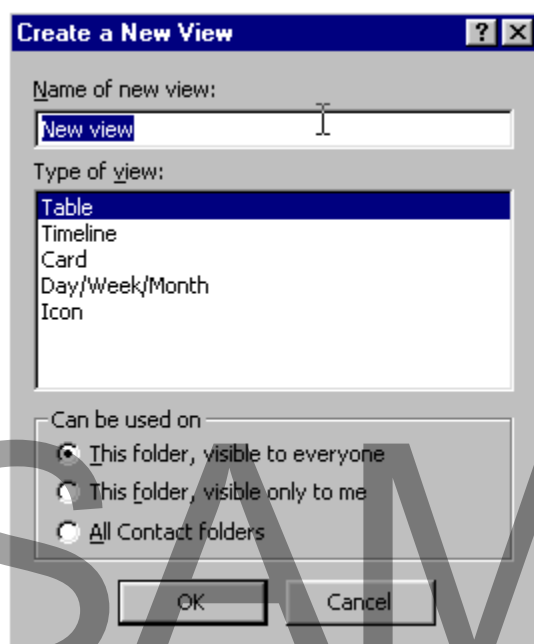 Create a New View
Name of new view:
New view
Type of view:
Table
Timeline
Card
Day/Week/Month
Icon
Can be used on
This folder, visible to everyone
This folder, visible only to me
All Contact folders
OK
Cancel
SAM